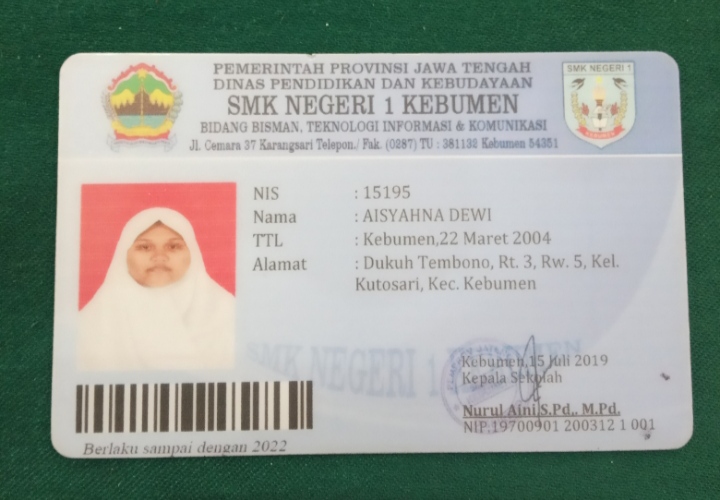 PEMERINTAH PROVINSI JAWA TENGAH
DINAS PENDIDIKAN DAN KEBUDAYAAN
SMK NEGERI 1 KEBUMEN
BIDANG BISMAN, TEKNOLOGI INFORMASI & KOMUNIKASI
Jl. Cemara 37 Karangsari Telepon./ Fak. (0287) TU : 381132 Kebumen 54351
SMK NEGERI 1
KEBUMEN
NIS : 15195
Nama : AISYAHNA DEWI
TTL : Kebumen,22 Maret 2004
Alamat : Dukuh Tembono, Rt. 3, Rw. 5, Kel.
Kutosari, Kec. Kebumen
SMK NEGERI 1 KEBUMEN
Kebumen,15 Juli 2019
Kepala Sekolah
Nurul Aini,S.Pd., M.Pd.
NIP.19700901 200312 1 001
Berlaku sampai dengan 2022